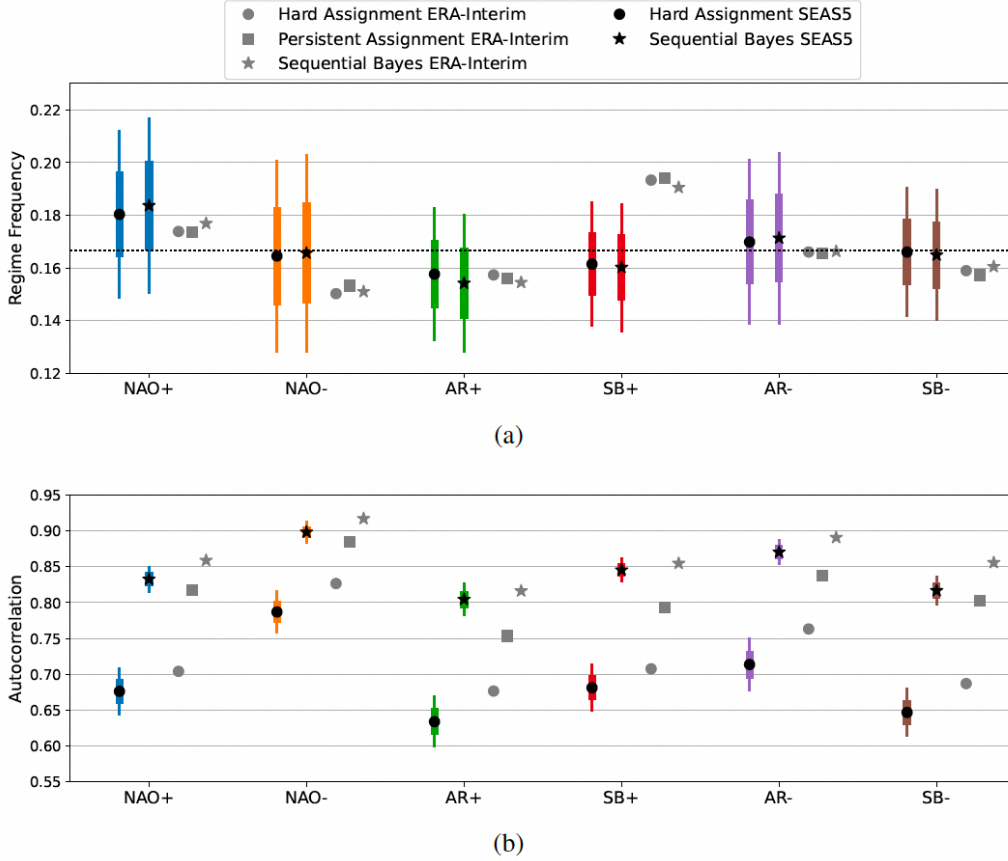 Hard Assignment ERA-Interim
Persistent Assignment ERA-Interim
Sequential Bayes ERA-Interim
Hard Assignment SEAS5
Sequential Bayes SEAS5
Regime Frequency
0.22
0.20
0.18
0.16
0.14
0.12
NAO+ NAO- AR+ SB+ AR- SB-
(a)
Autocorrelation
0.95
0.90
0.85
0.80
0.75
0.70
0.65
0.60
0.55
NAO+ NAO- AR+ SB+ AR- SB-
(b)